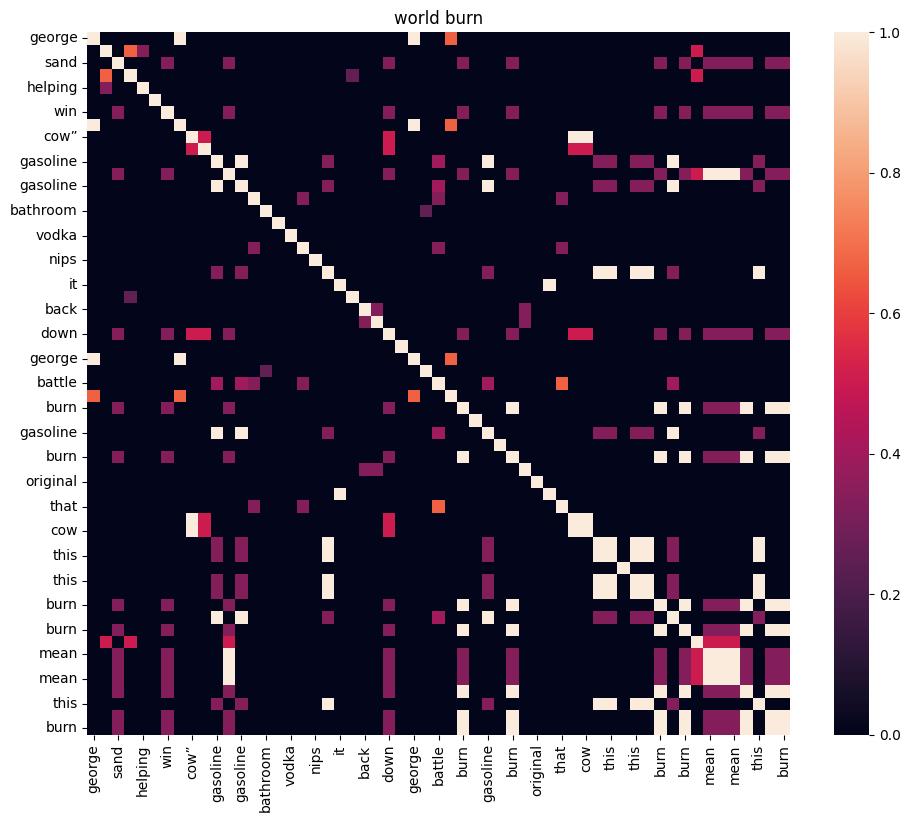 world burn
george
sand
helping
win
cow”
gasoline
gasoline
bathroom
vodka
nips
it
back
down
george
battle
burn
gasoline
burn
original
that
cow
this
this
burn
burn
mean
mean
this
burn
george
sand
helping
win
cow”
gasoline
gasoline
bathroom
vodka
nips
it
back
down
george
battle
burn
gasoline
burn
original
that
cow
this
this
burn
burn
mean
mean
this
burn
1.0
0.8
0.6
0.4
0.2
0.0